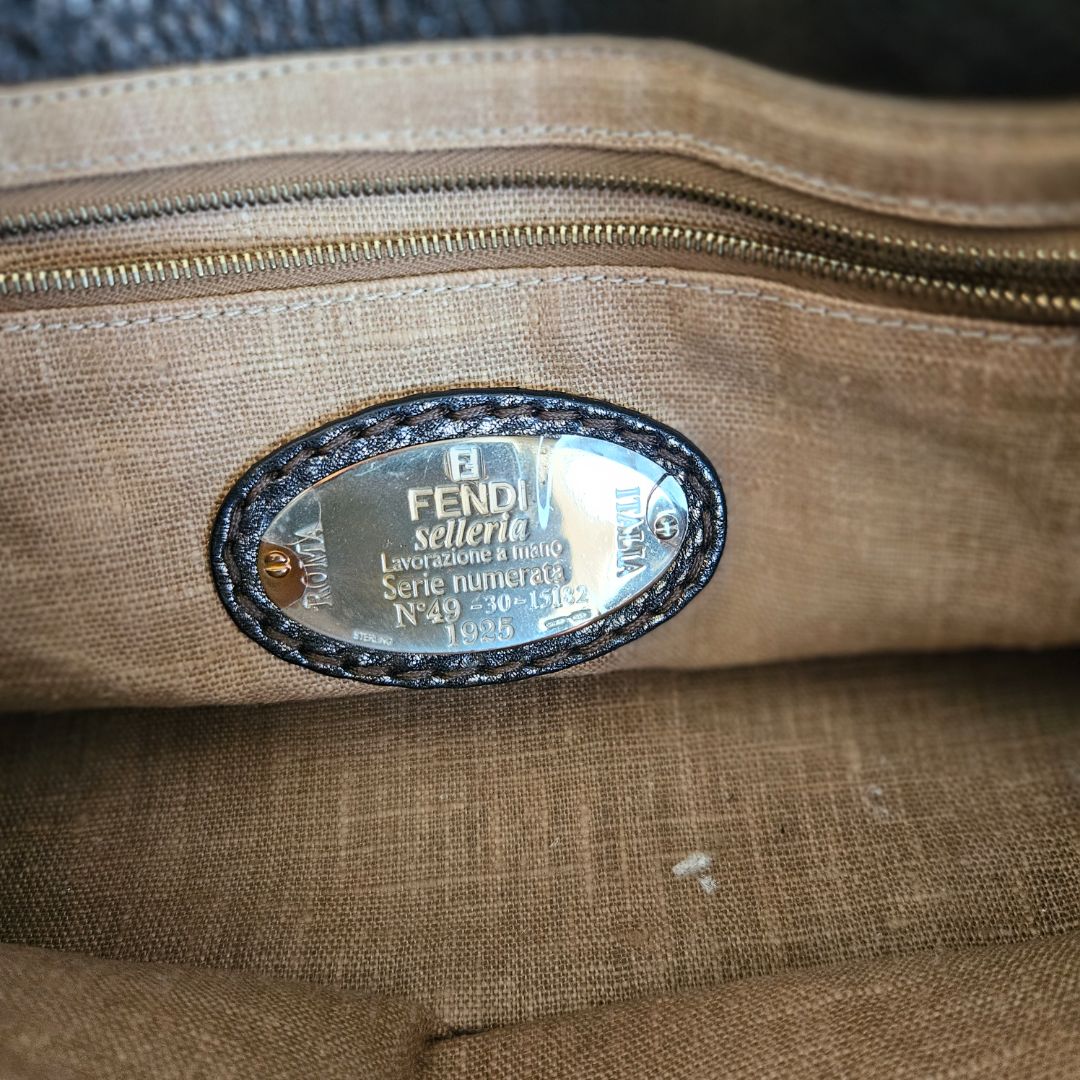 FENDI
selleria
ROMA
ITALIA
Lavorazione a mano
Serie numerata
N°49 -30-15182
1925
STERLING